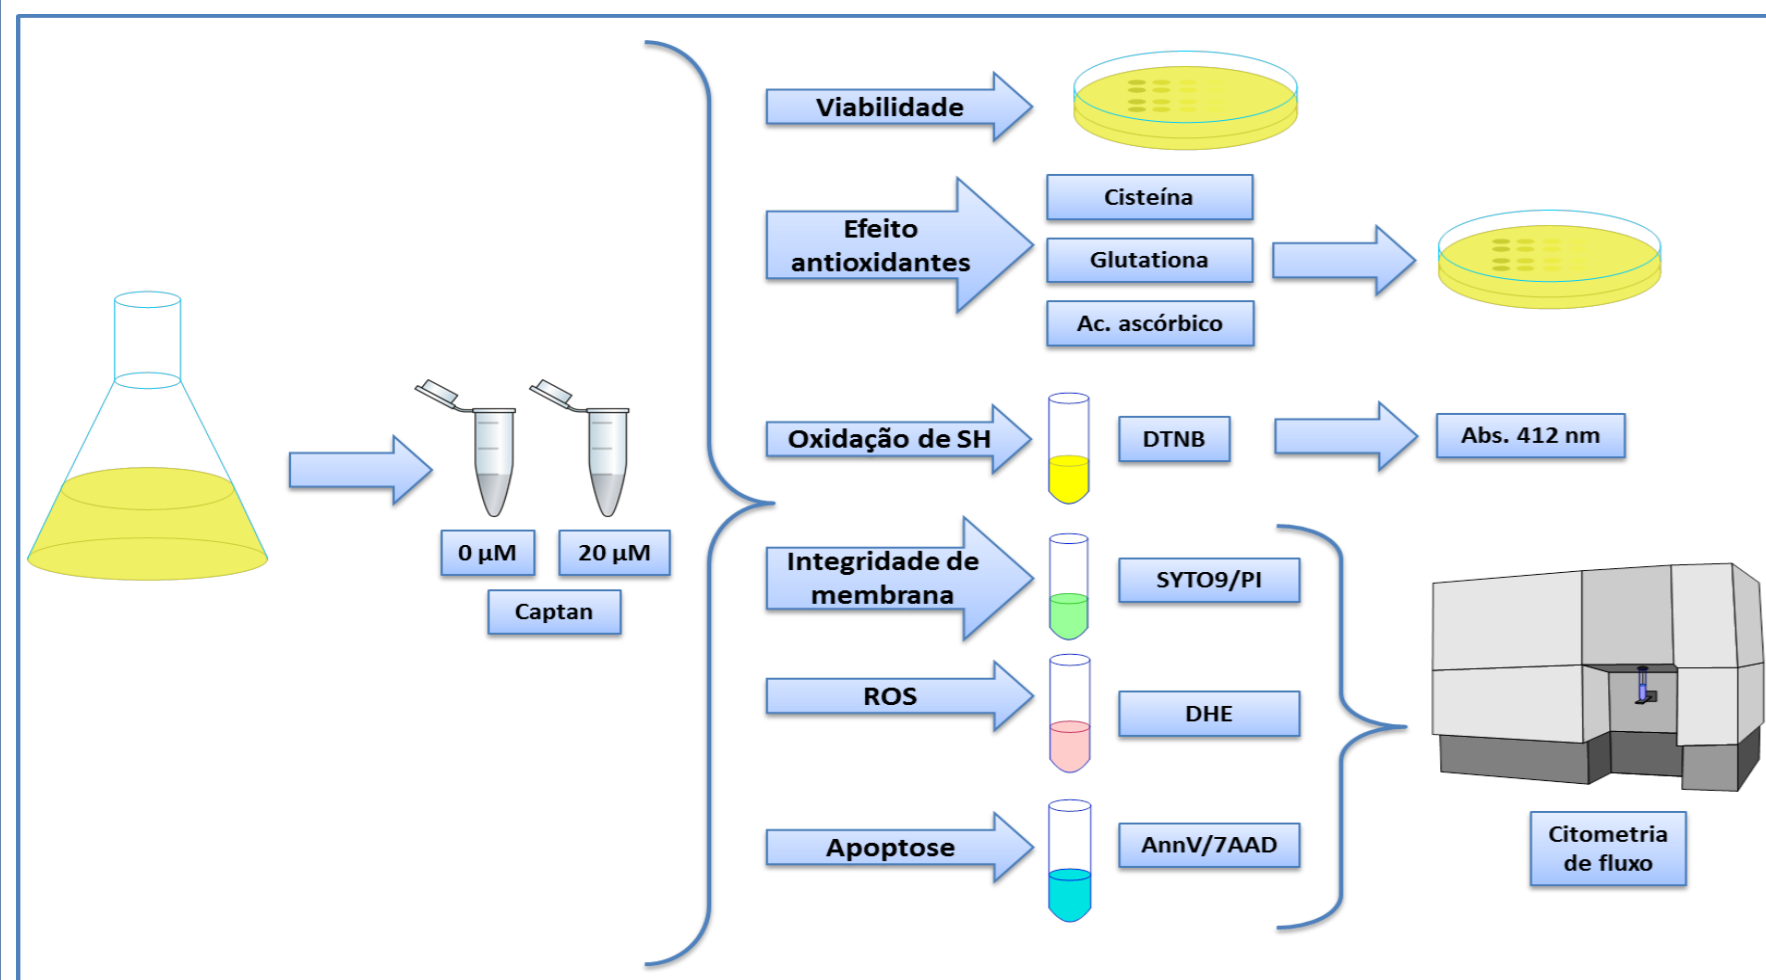 Viabilidade
Efeito
antioxidantes
Cisteína
Glutationa
Ac. ascórbico
Oxidação de SH
DTNB
Abs. 412 nm
0 µM
20 µM
Captan
Integridade de
membrana
SYTO9/PI
ROS
DHE
Apoptose
AnnV/7AAD
Citometria
de fluxo